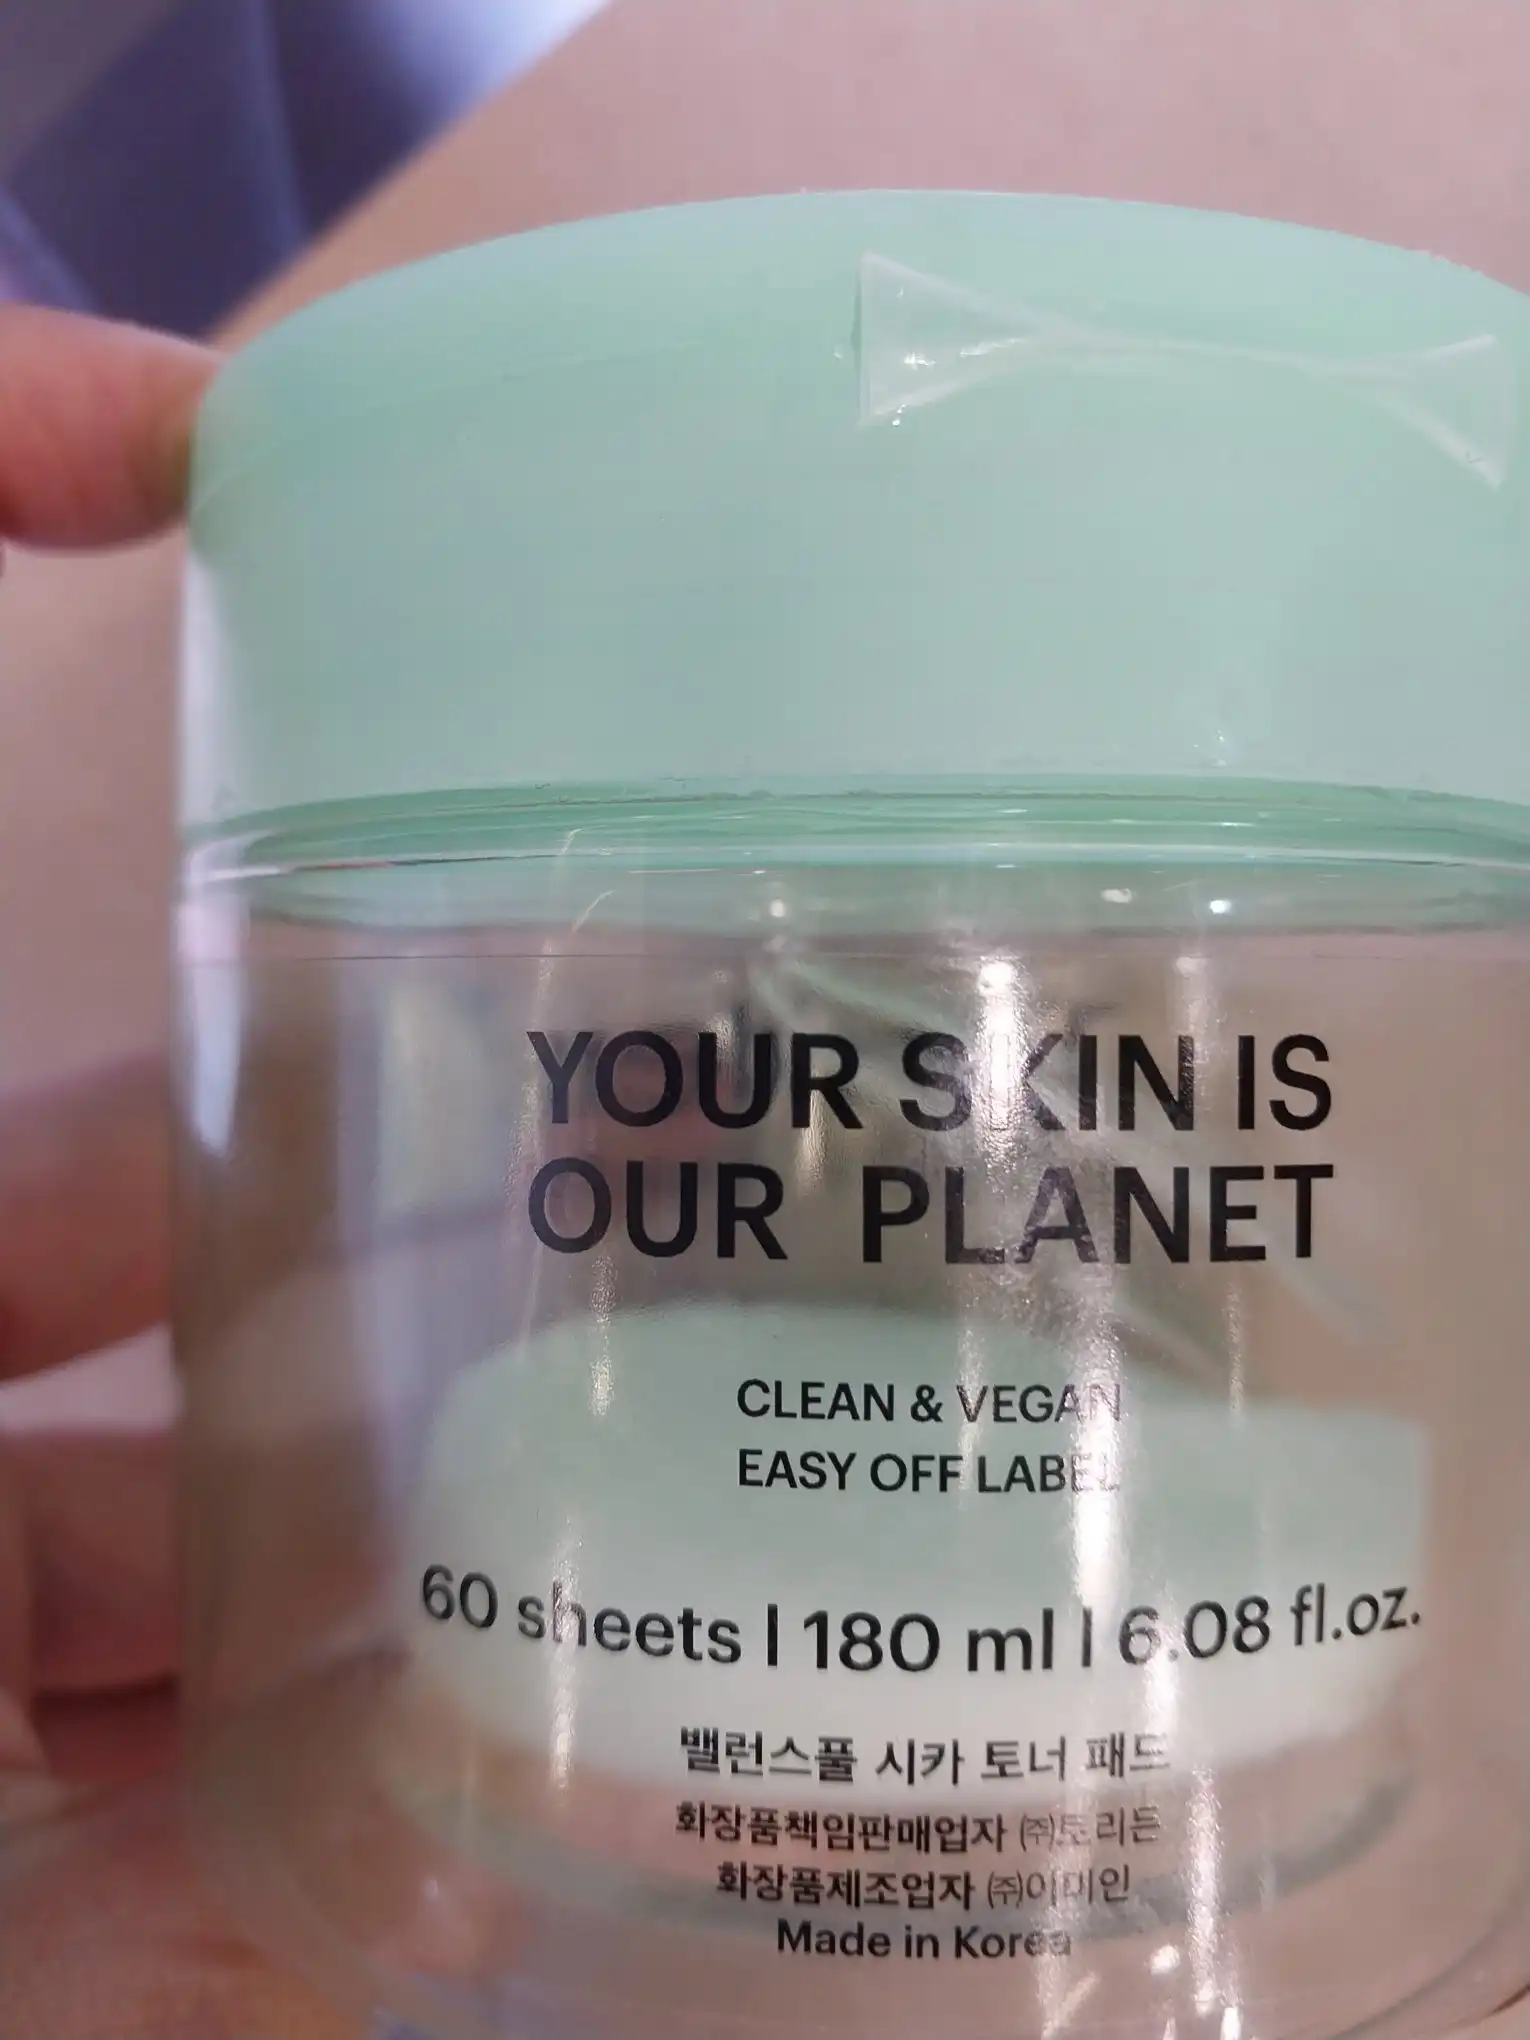 YOUR SKIN IS
OUR PLANET
CLEAN & VEGAN
EASY OFF LABEL
60 sheets | 180 ml | 6.08 fl.oz.
밸런스풀 시카 토너 패드
화장품책임판매업자 ㈜토리든
화장품제조업자 ㈜이미인
Made in Korea